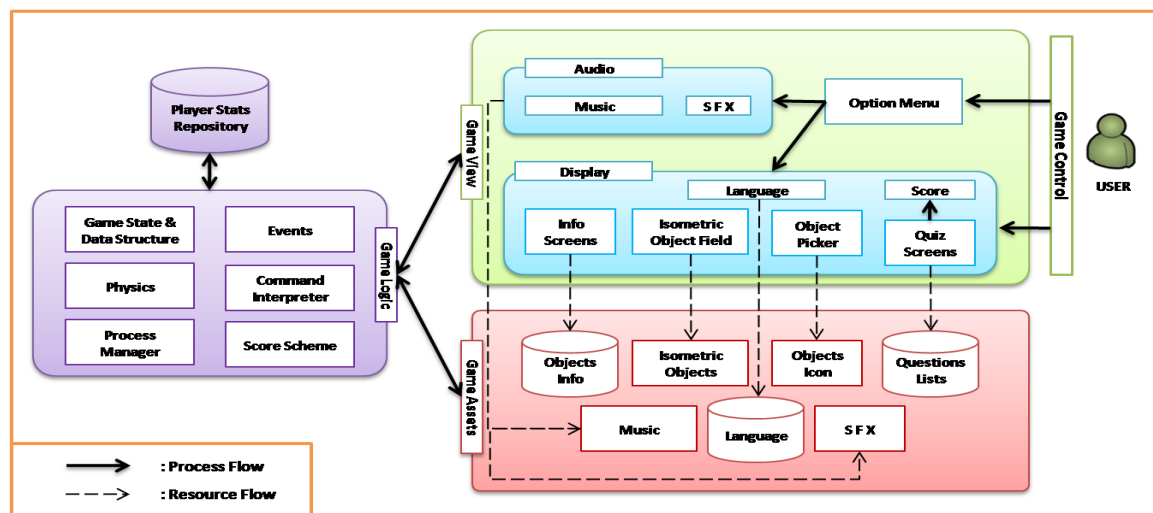 Player Stats
Repository
Game State &
Data Structure
Events
Physics
Command
Interpreter
Process
Manager
Score Scheme
Game Logic
Game View
Game Assets
Audio
Music
S F X
Option Menu
Display
Language
Score
Info
Screens
Isometric
Object Field
Object
Picker
Quiz
Screens
Game Control
USER
Objects
Info
Isometric
Objects
Objects
Icon
Questions
Lists
Music
Language
S F X
: Process Flow
: Resource Flow